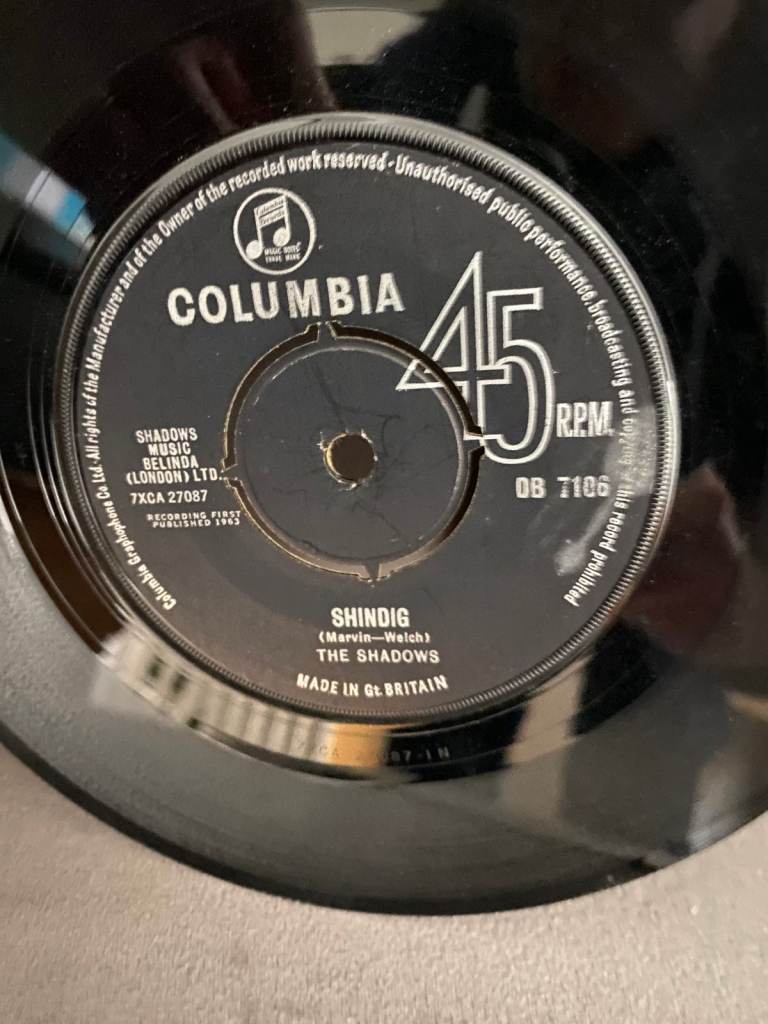 Columbia Graphophone Co Ltd·All rights of the Manufacturer and of the Owner of the recorded work reserved·Unauthorised public performance, broadcasting and copying of this record prohibited
MUSIC NOTES
TRADE MARK
COLUMBIA
45
R.P.M.
SHADOWS
MUSIC
BELINDA
(LONDON) LTD.
7XCA 27087
RECORDING FIRST
PUBLISHED 1963
DB 7106
SHINDIG
(Marvin—Welch)
THE SHADOWS
MADE IN Gt. BRITAIN